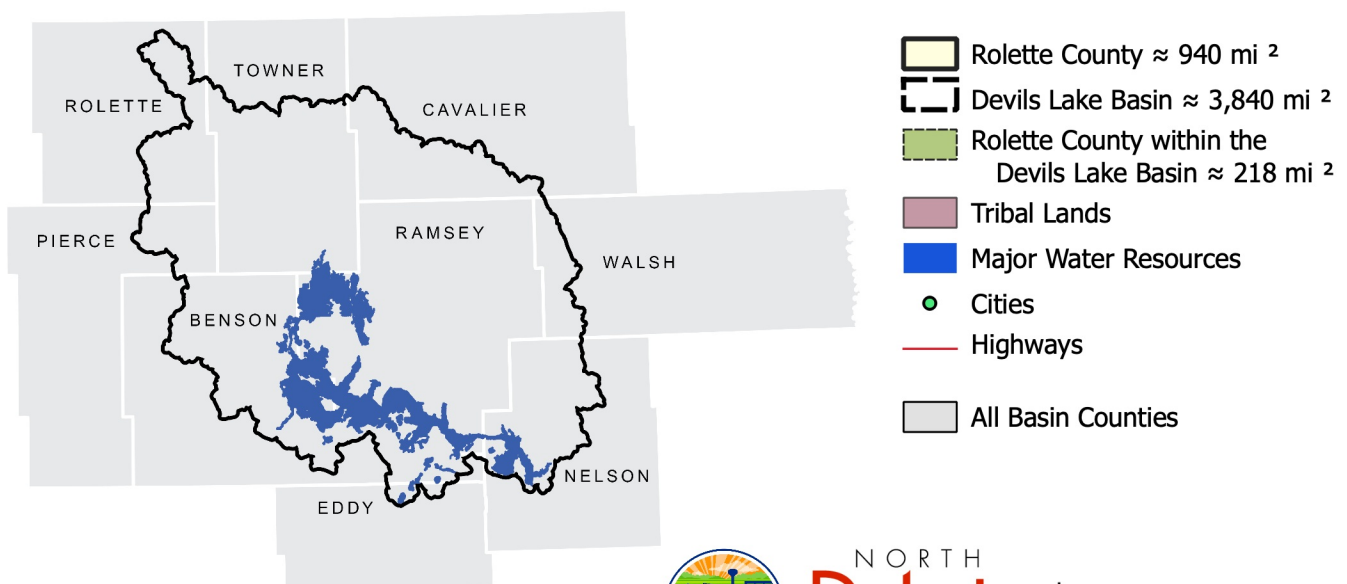 TOWNER
ROLETTE
CAVALIER
PIERCE
RAMSEY
WALSH
BENSON
NELSON
EDDY
Rolette County ≈ 940 mi ²
Devils Lake Basin ≈ 3,840 mi ²
Rolette County within the
Devils Lake Basin ≈ 218 mi ²
Tribal Lands
Major Water Resources
Cities
Highways
All Basin Counties
NORTH